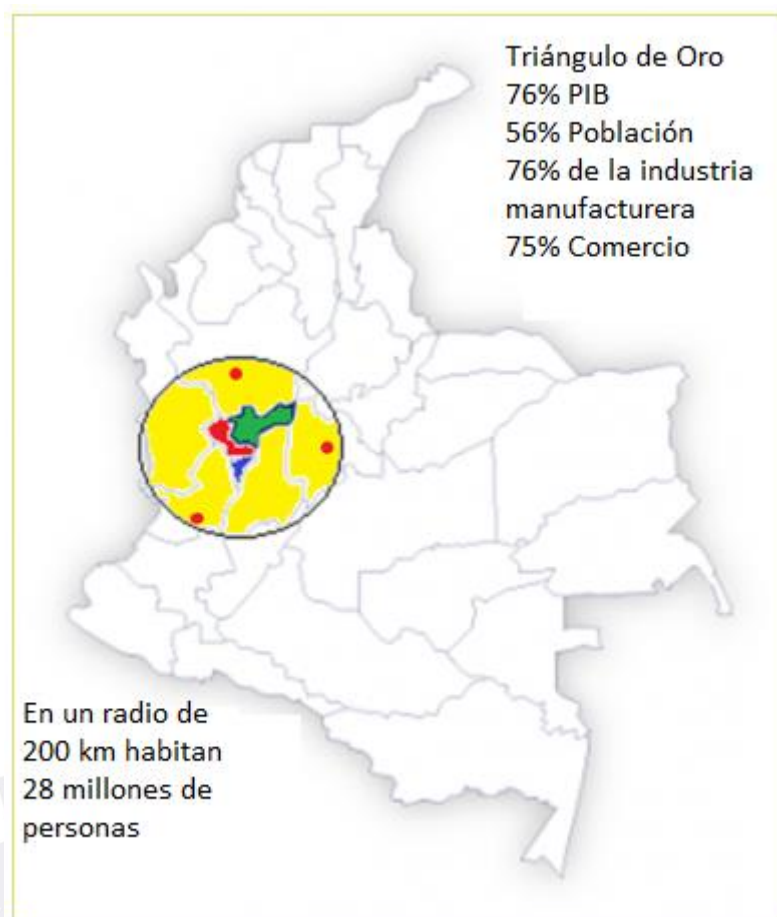 Triángulo de Oro
76% PIB
56% Población
76% de la industria
manufacturera
75% Comercio
En un radio de
200 km habitan
28 millones de
personas